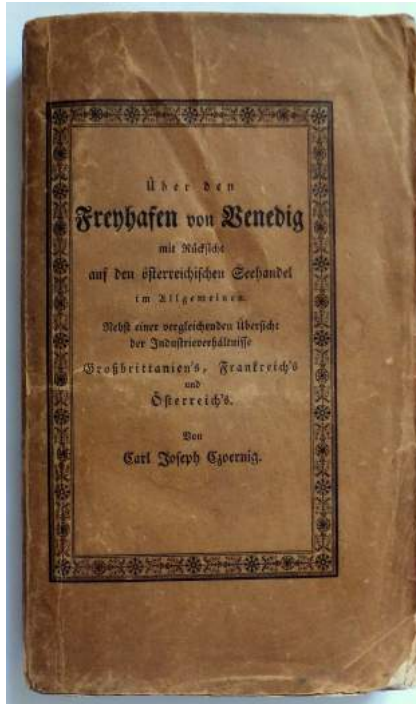 Über den
Freyhafen von Venedig
mit Rücksicht
auf den österreichischen Seehandel
im Allgemeinen.
Nebst einer vergleichenden Übersicht
der Industrieverhältnisse
Großbrittanien's, Frankreich's
und
Österreich's.
Von
Carl Joseph Czoernig.